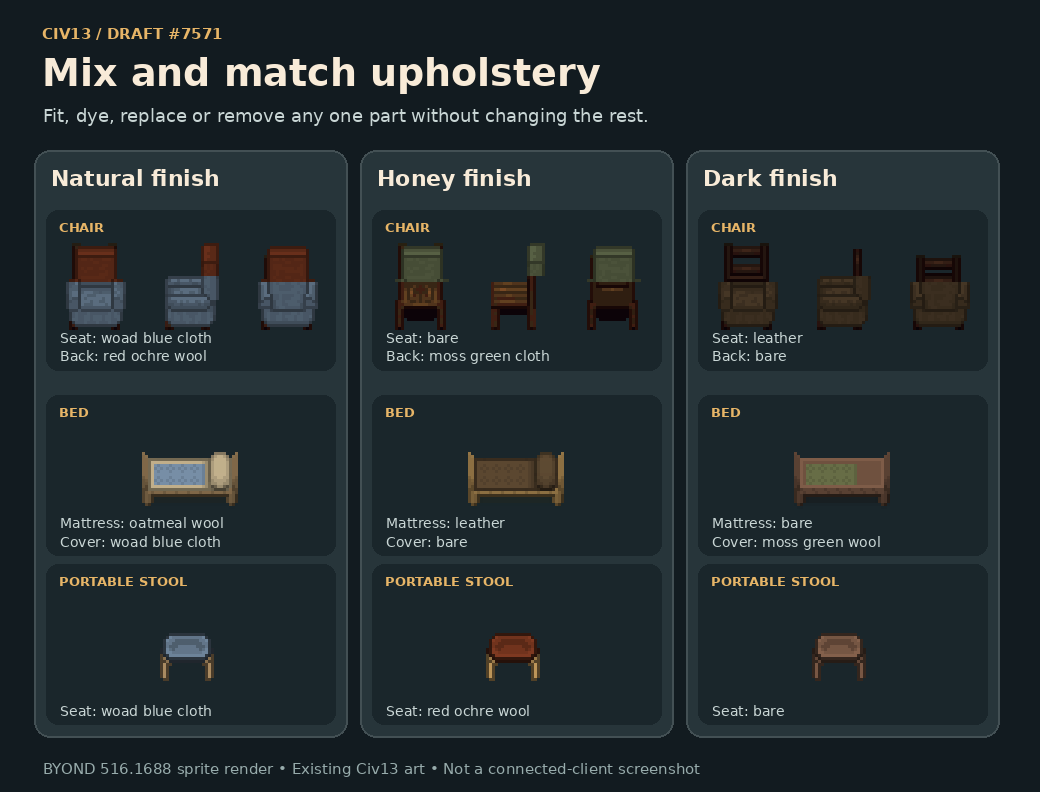 CIV13 / DRAFT #7571
Mix and match upholstery
Fit, dye, replace or remove any one part without changing the rest.
Natural finish
CHAIR
Seat: woad blue cloth
Back: red ochre wool
BED
Mattress: oatmeal wool
Cover: woad blue cloth
PORTABLE STOOL
Seat: woad blue cloth
Honey finish
CHAIR
Seat: bare
Back: moss green cloth
BED
Mattress: leather
Cover: bare
PORTABLE STOOL
Seat: red ochre wool
Dark finish
CHAIR
Seat: leather
Back: bare
BED
Mattress: bare
Cover: moss green wool
PORTABLE STOOL
Seat: bare
BYOND 516.1688 sprite render • Existing Civ13 art • Not a connected-client screenshot